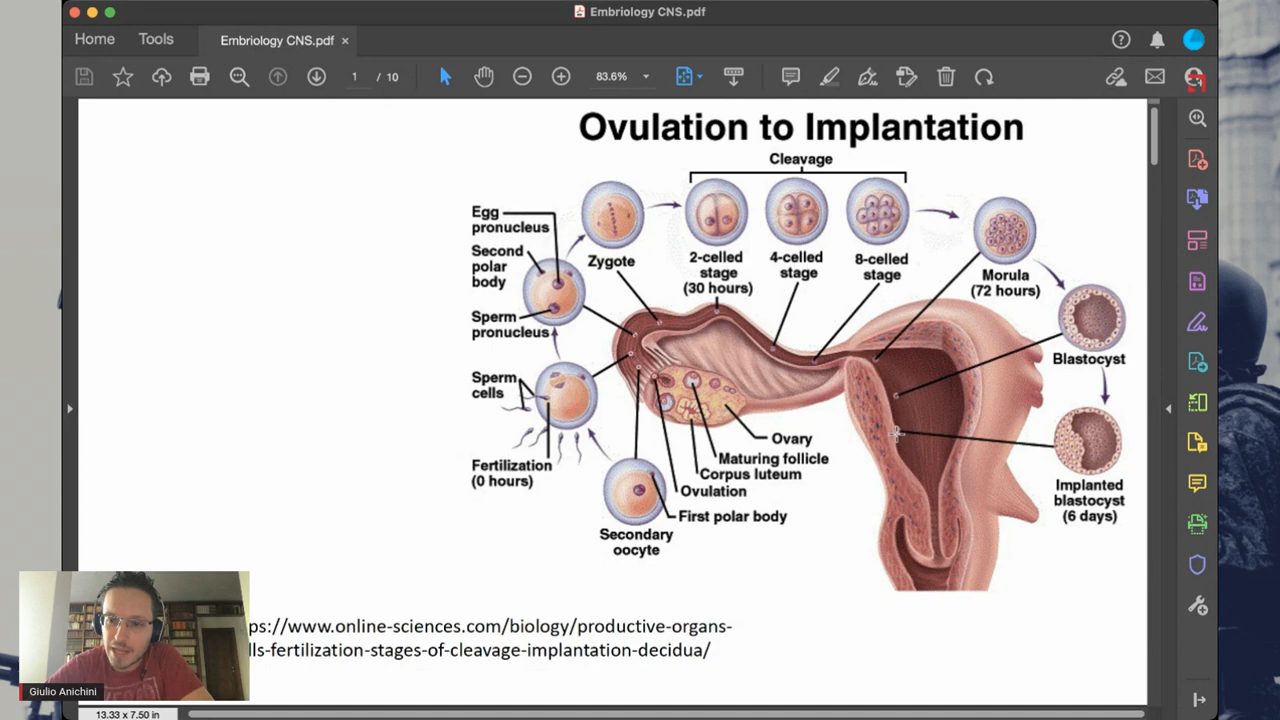 Embriology CNS.pdf
Home
Tools
Embriology CNS.pdf ×
1 / 10
83.6%
Ovulation to Implantation
Cleavage
Egg
pronucleus
Second
polar
body
Sperm
pronucleus
Sperm
cells
Fertilization
(0 hours)
Zygote
2-celled
stage
(30 hours)
4-celled
stage
8-celled
stage
Morula
(72 hours)
Blastocyst
Implanted
blastocyst
(6 days)
Ovary
Maturing follicle
Corpus luteum
Ovulation
First polar body
Secondary
oocyte
ps://www.online-sciences.com/biology/productive-organs-
lls-fertilization-stages-of-cleavage-implantation-decidua/
Giulio Anichini
13.33 x 7.50 in